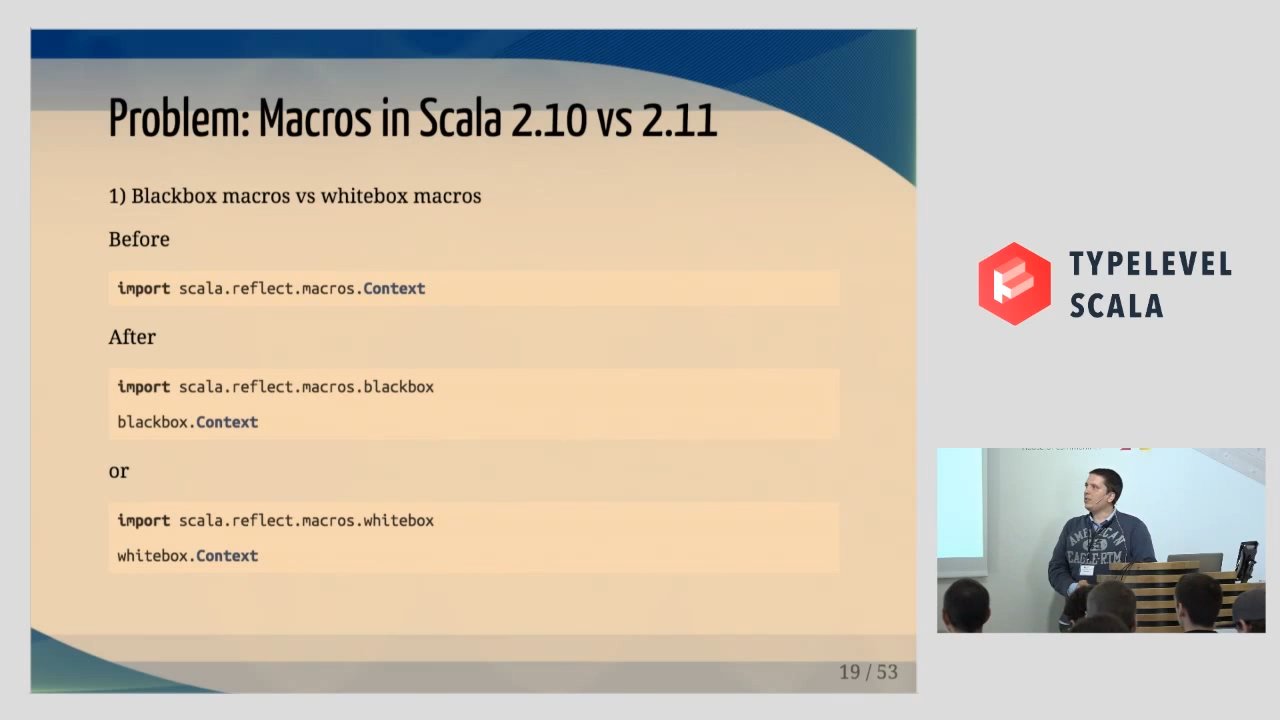 Problem: Macros in Scala 2.10 vs 2.11
1) Blackbox macros vs whitebox macros
Before
import scala.reflect.macros.Context
After
import scala.reflect.macros.blackbox
blackbox.Context
or
import scala.reflect.macros.whitebox
whitebox.Context
19 / 53
TYPELEVEL
SCALA
AMERICAN
EAGLE